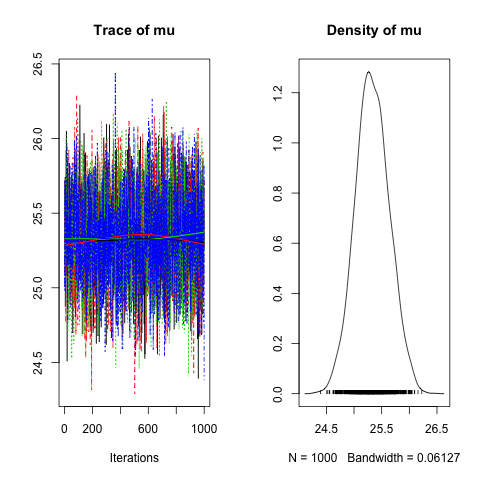 Trace of mu
26.5
26.0
25.5
25.0
24.5
0 200 600 1000
Iterations
Density of mu
1.2
1.0
0.8
0.6
0.4
0.2
0.0
24.5 25.5 26.5
N = 1000 Bandwidth = 0.06127